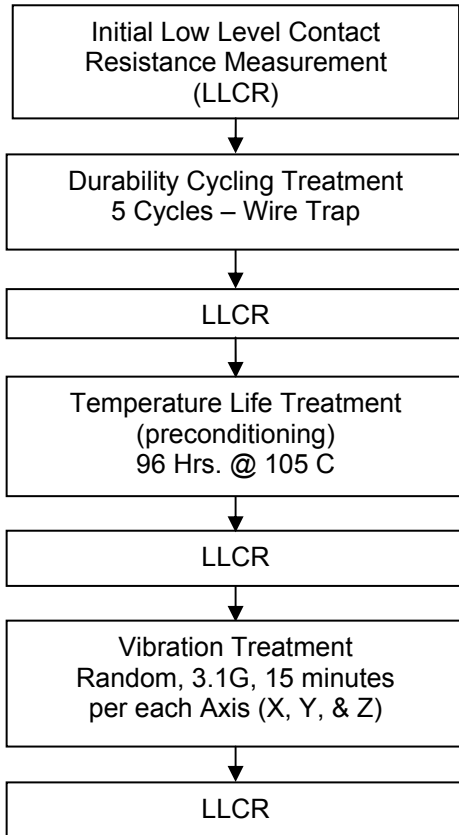 Initial Low Level Contact
Resistance Measurement
(LLCR)
Durability Cycling Treatment
5 Cycles – Wire Trap
LLCR
Temperature Life Treatment
(preconditioning)
96 Hrs. @ 105 C
LLCR
Vibration Treatment
Random, 3.1G, 15 minutes
per each Axis (X, Y, & Z)
LLCR